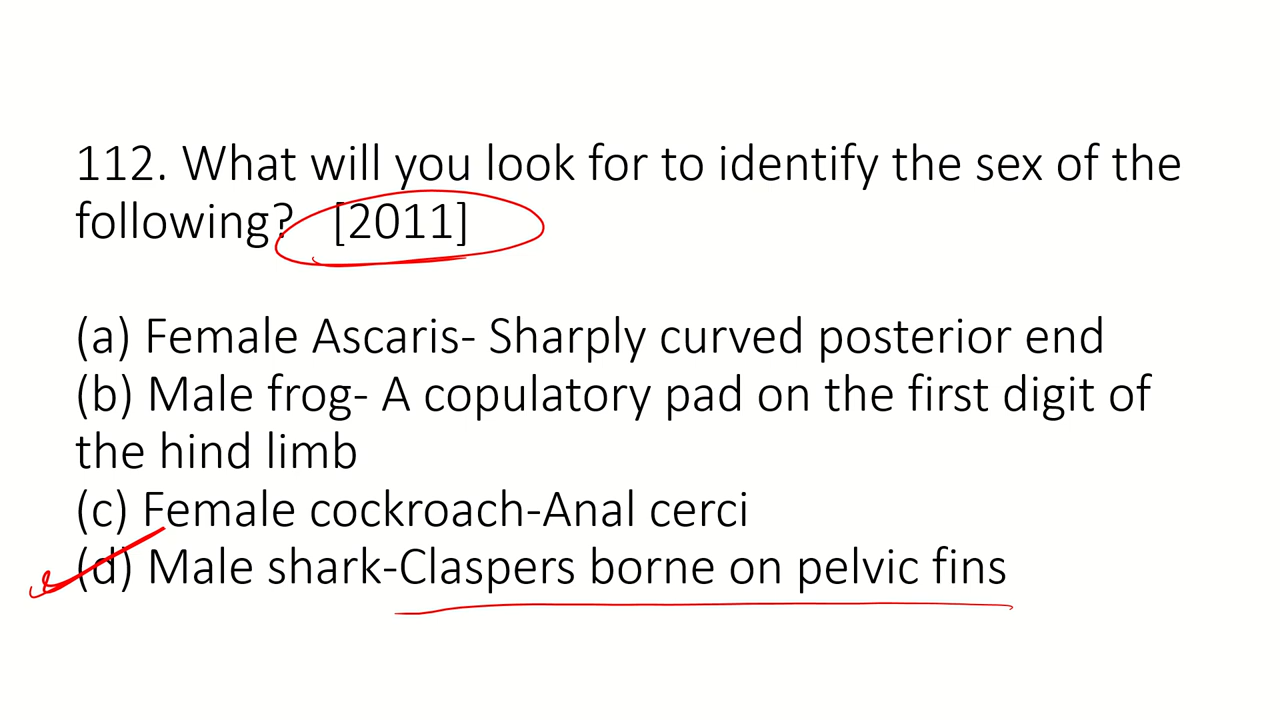 112. What will you look for to identify the sex of the
following? [2011]
(a) Female Ascaris- Sharply curved posterior end
(b) Male frog- A copulatory pad on the first digit of
the hind limb
(c) Female cockroach-Anal cerci
(d) Male shark-Claspers borne on pelvic fins